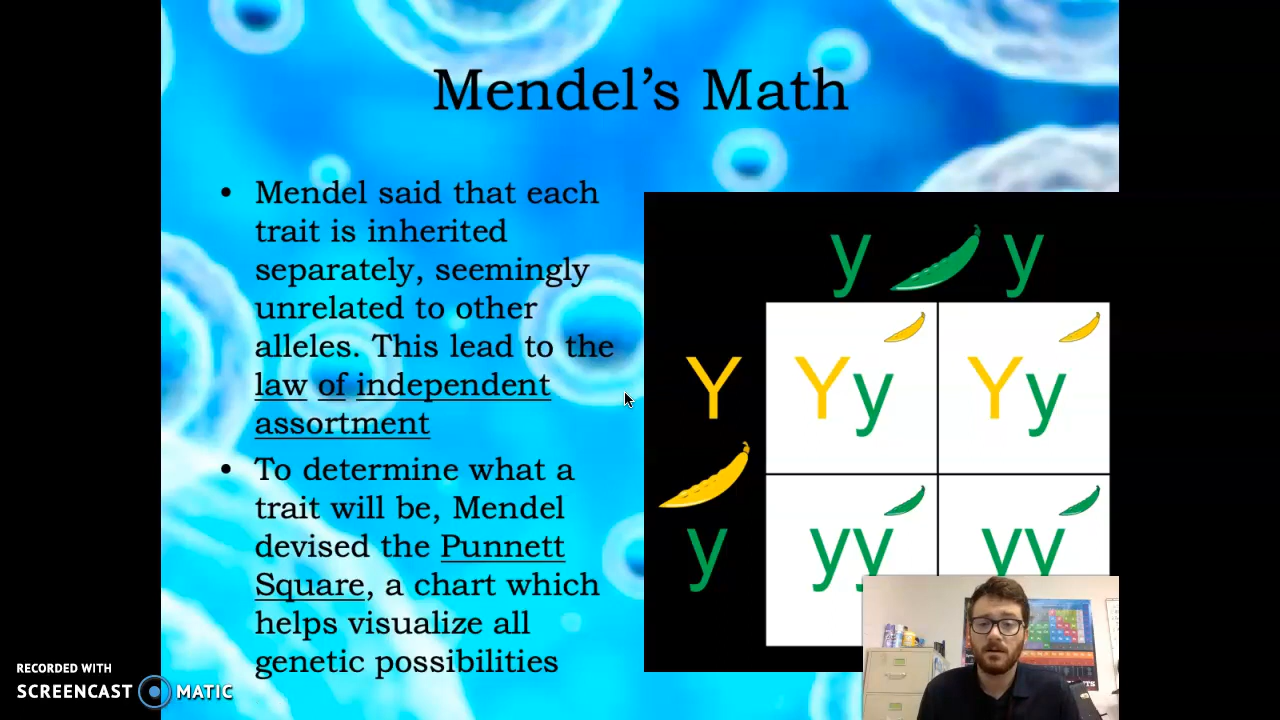 Mendel's Math
• Mendel said that each
trait is inherited
separately, seemingly
unrelated to other
alleles. This lead to the
law of independent
assortment
• To determine what a
trait will be, Mendel
devised the Punnett
Square, a chart which
helps visualize all
genetic possibilities
y y
Y Yy Yy
y yy yy
RECORDED WITH
SCREENCAST MATIC